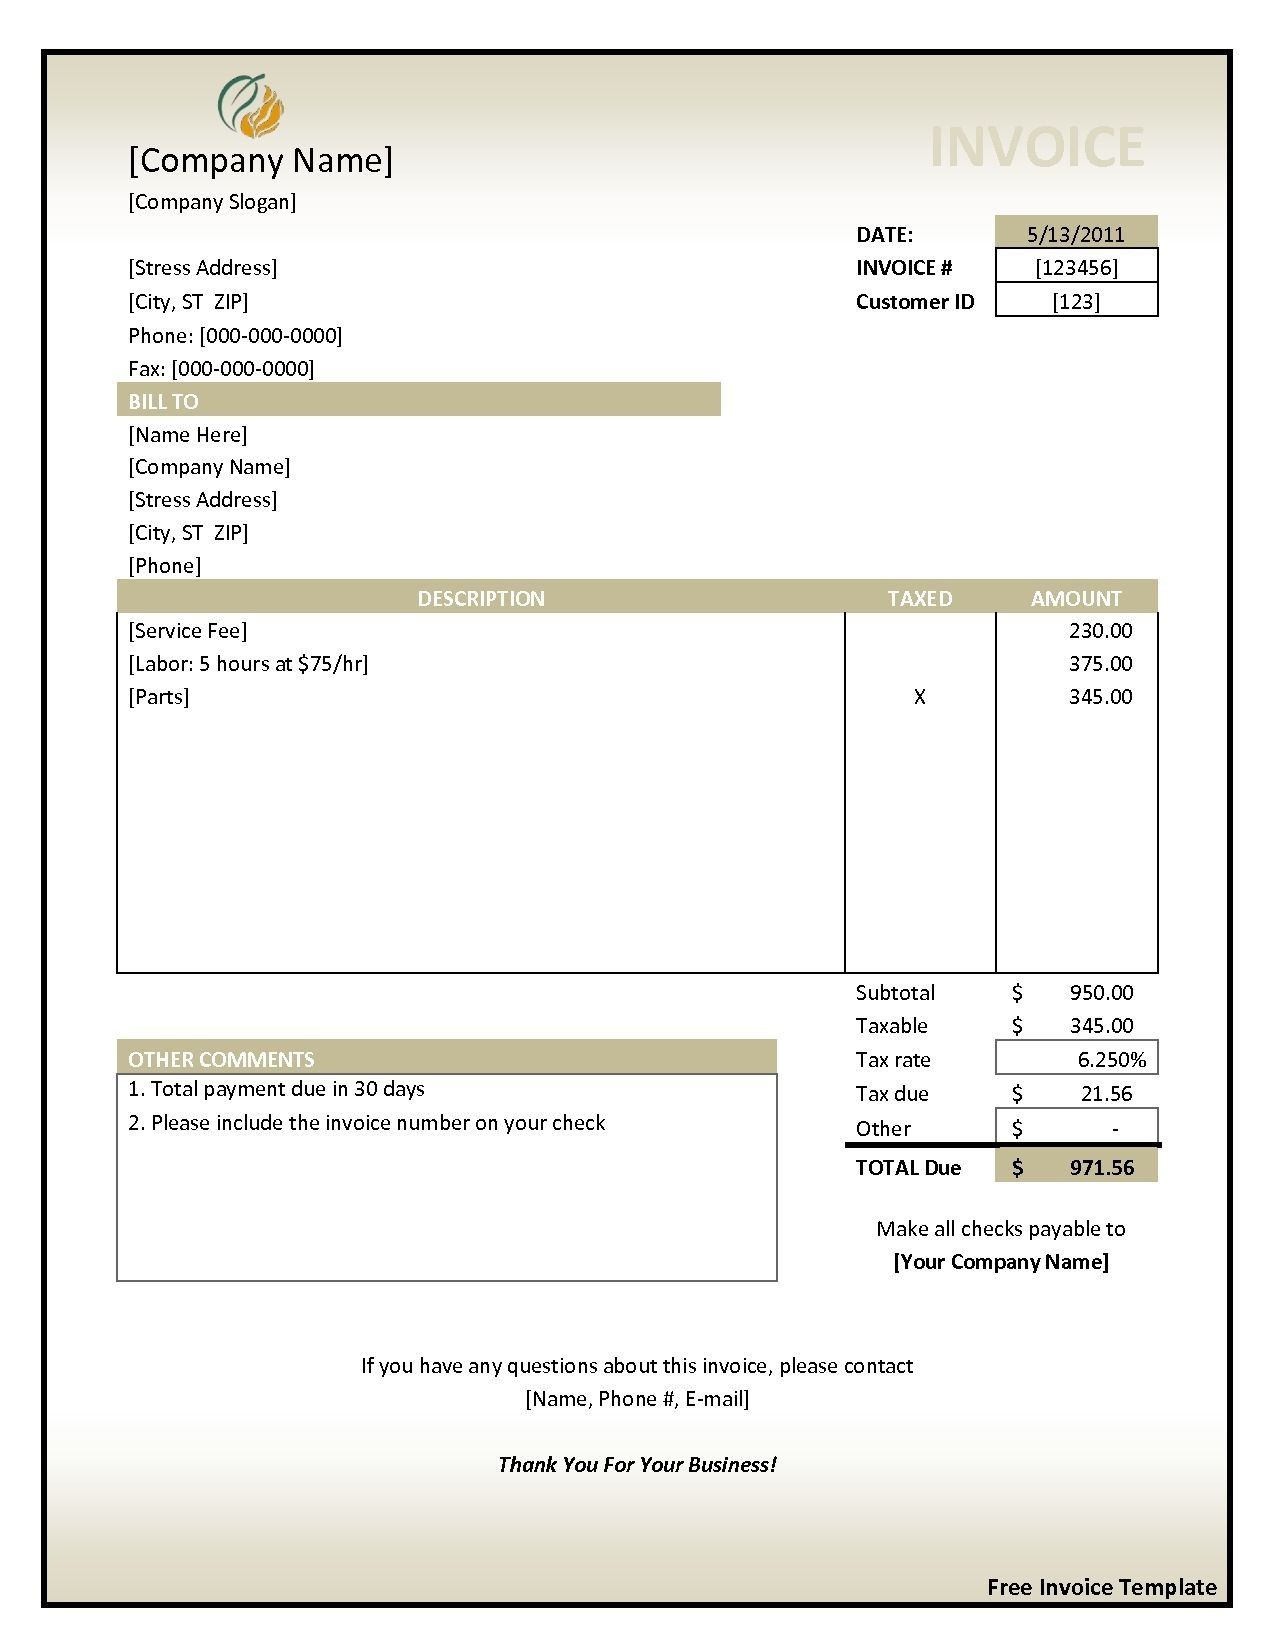 [Company Name]
INVOICE
[Company Slogan]
DATE: 5/13/2011
[Stress Address]
INVOICE # [123456]
[City, ST  ZIP]
Customer ID [123]
Phone: [000-000-0000]
Fax: [000-000-0000]
BILL TO
[Name Here]
[Company Name]
[Stress Address]
[City, ST  ZIP]
[Phone]
DESCRIPTION TAXED AMOUNT
[Service Fee] 230.00
[Labor: 5 hours at $75/hr] 375.00
[Parts] X 345.00
Subtotal $ 950.00
Taxable $ 345.00
Tax rate 6.250%
Tax due $ 21.56
Other $ -
TOTAL Due $ 971.56
OTHER COMMENTS
1. Total payment due in 30 days
2. Please include the invoice number on your check
Make all checks payable to
[Your Company Name]
If you have any questions about this invoice, please contact
[Name, Phone #, E-mail]
Thank You For Your Business!
Free Invoice Template